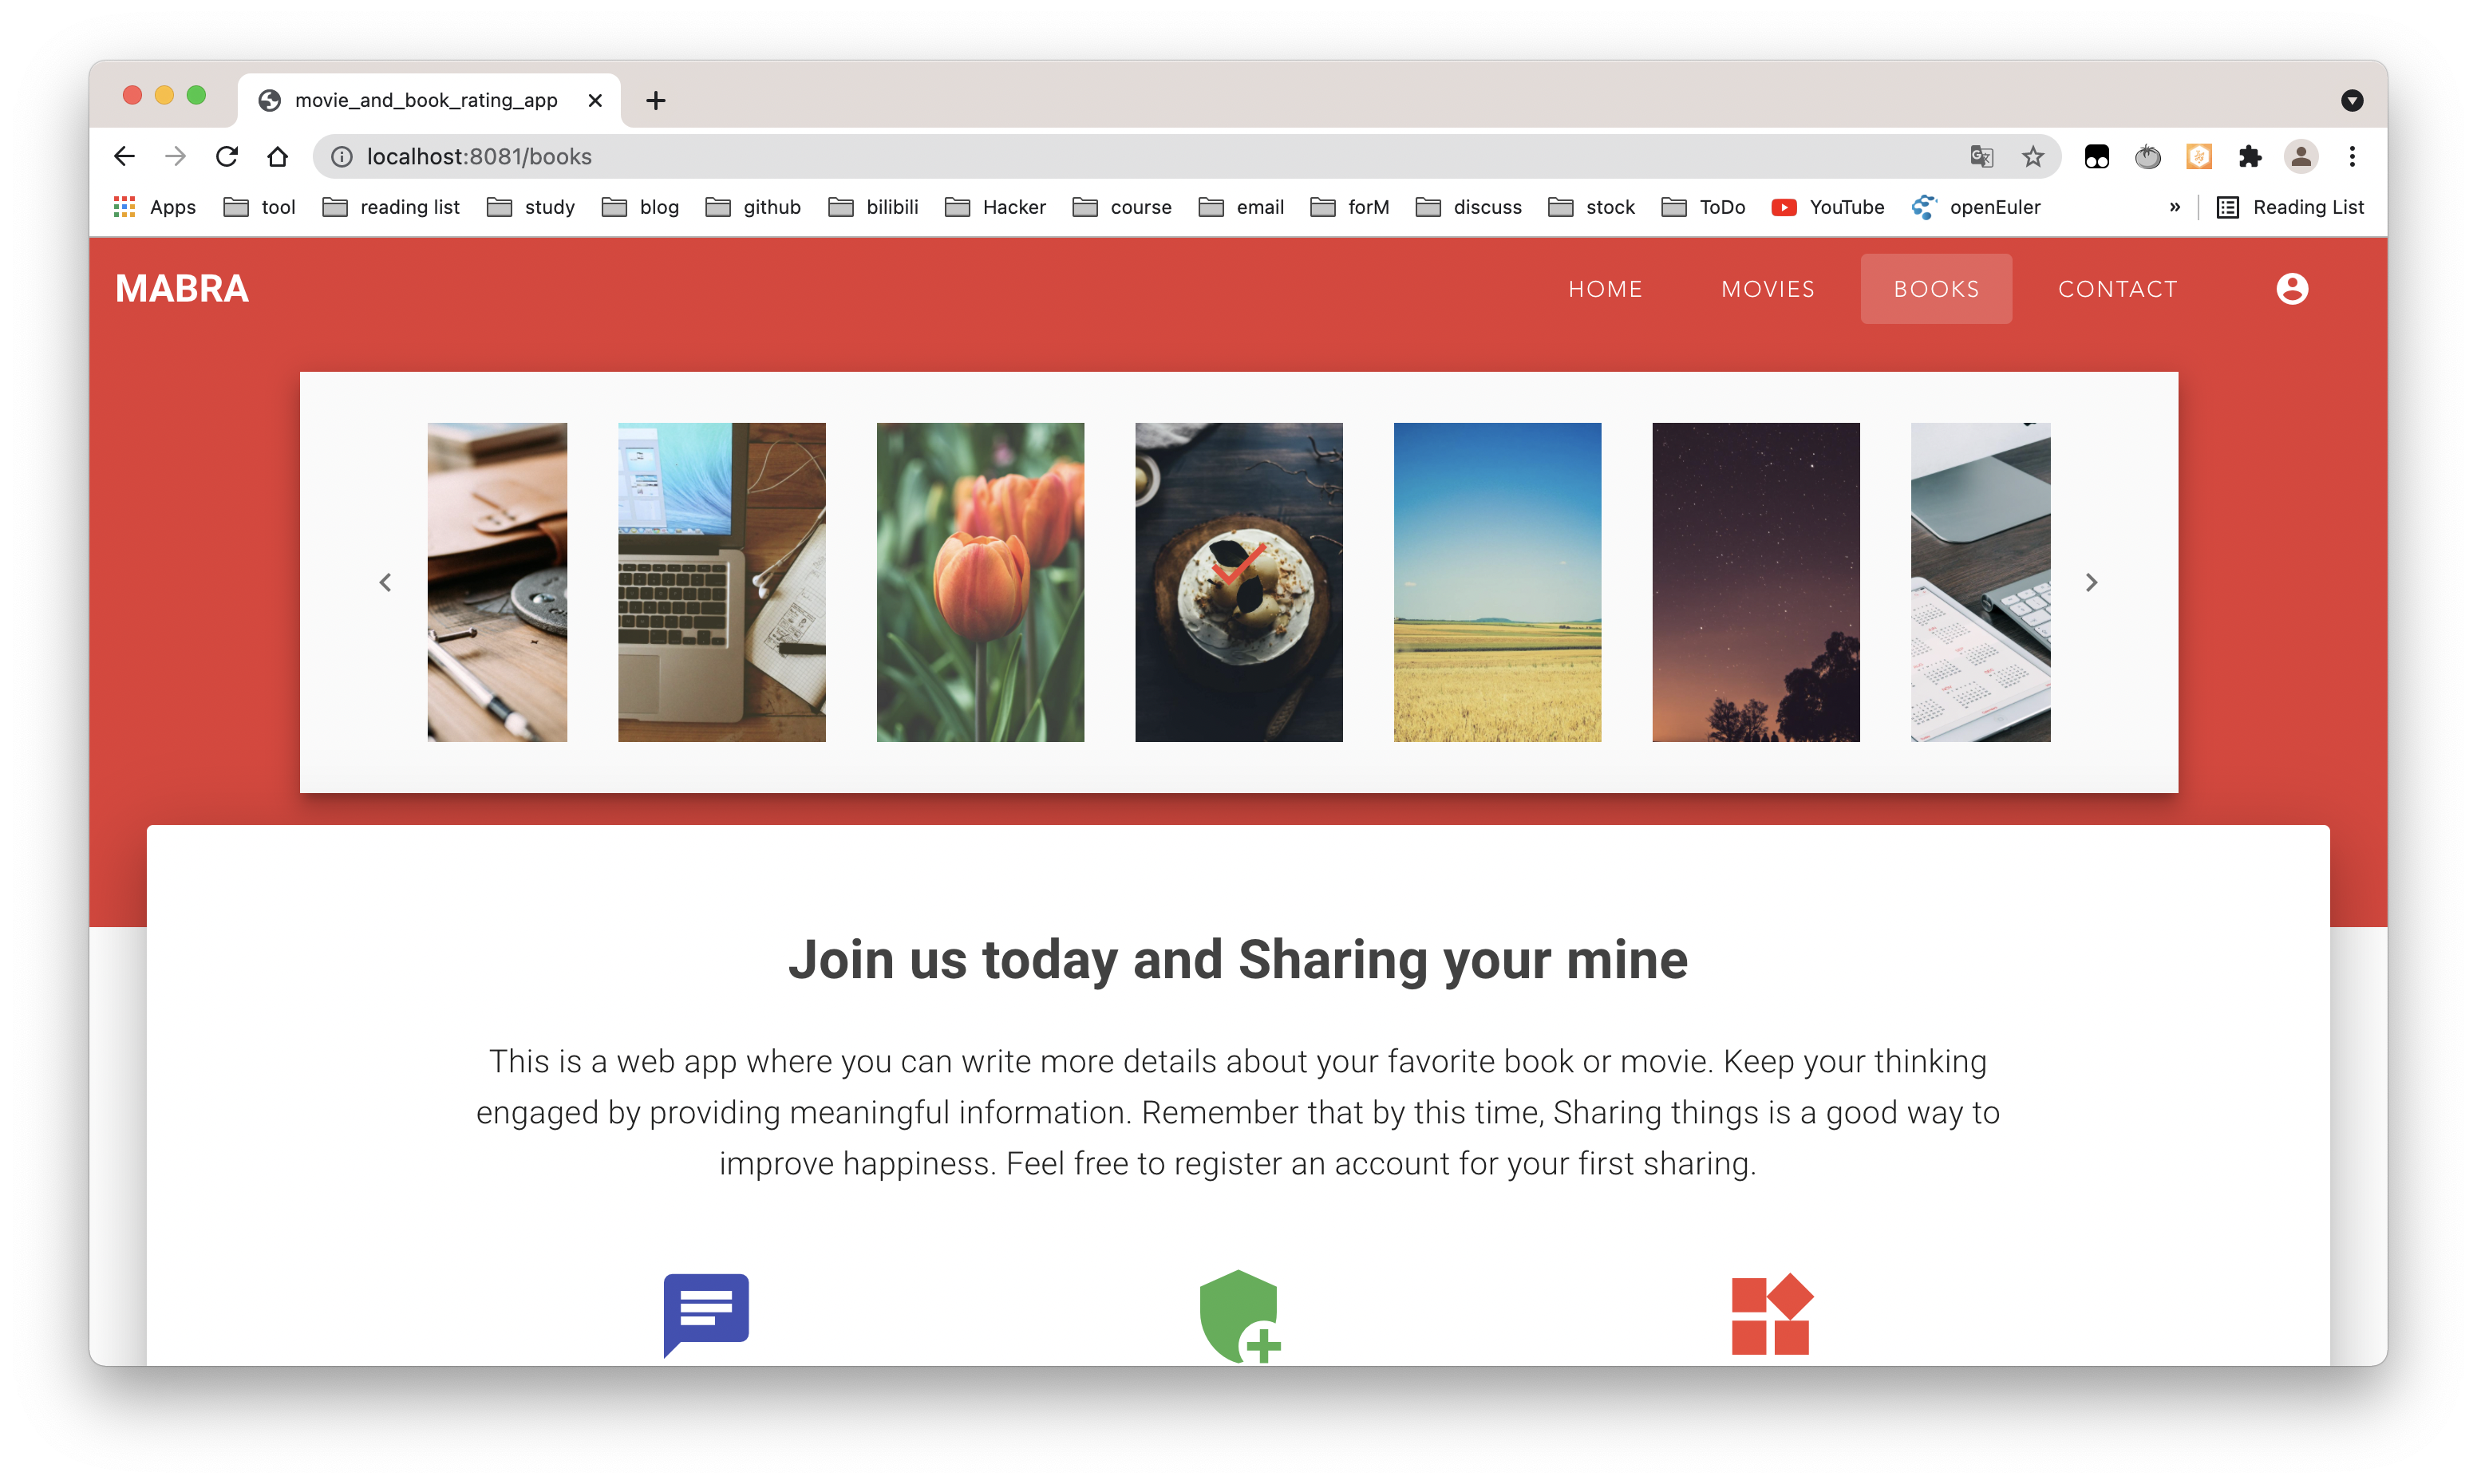 movie_and_book_rating_app
localhost:8081/books
Apps tool reading list study blog github bilibili Hacker course email forM discuss stock ToDo YouTube openEuler » Reading List
MABRA HOME MOVIES BOOKS CONTACT
Join us today and Sharing your mine
This is a web app where you can write more details about your favorite book or movie. Keep your thinking
engaged by providing meaningful information. Remember that by this time, Sharing things is a good way to
improve happiness. Feel free to register an account for your first sharing.